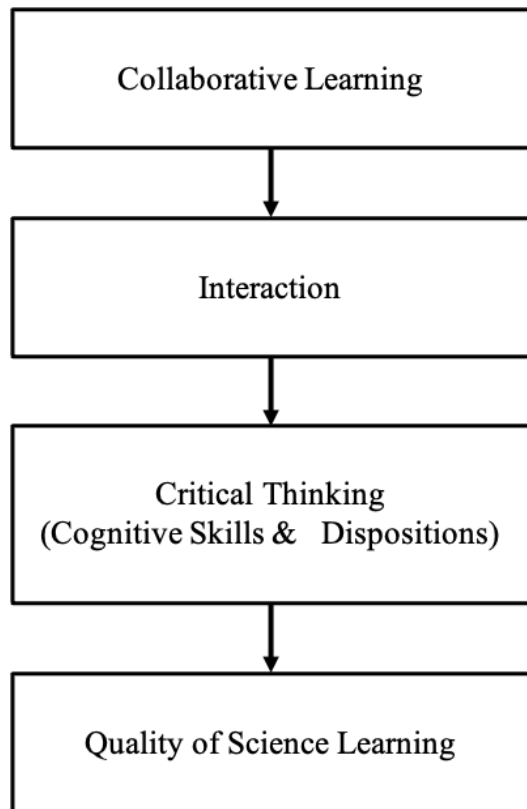 Collaborative Learning
Interaction
Critical Thinking
(Cognitive Skills & Dispositions)
Quality of Science Learning